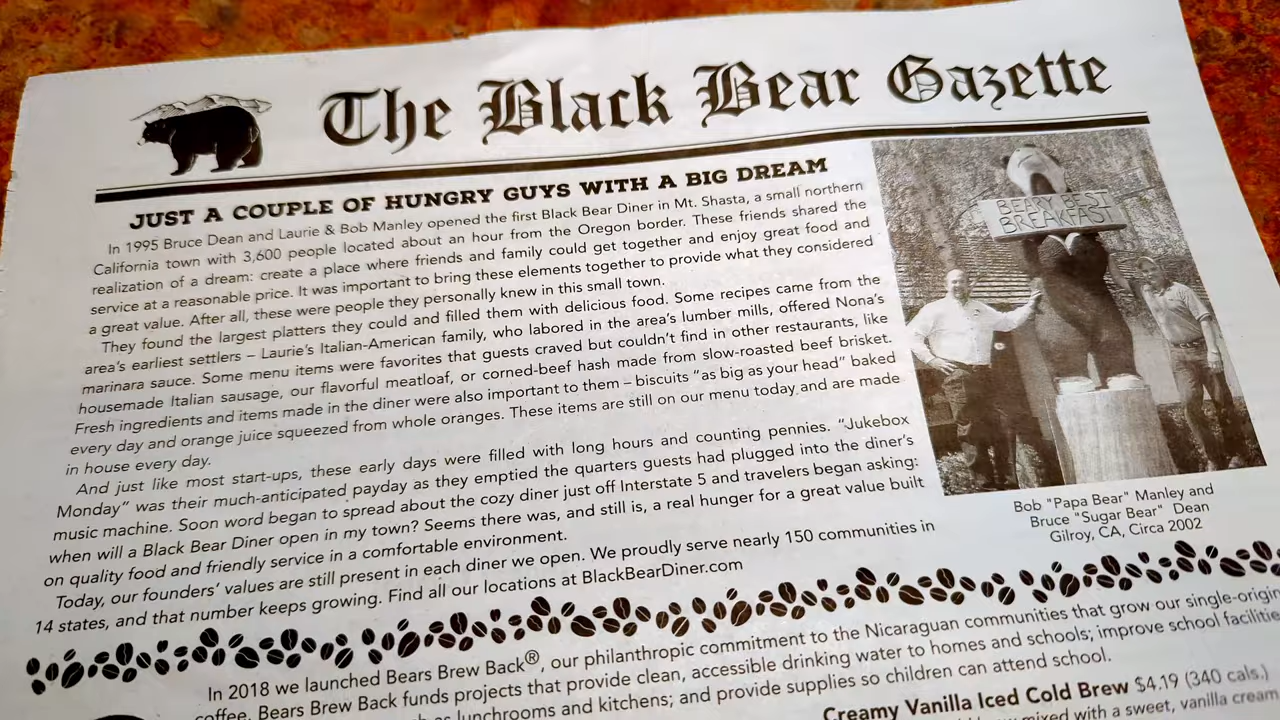 The Black Bear Gazette
JUST A COUPLE OF HUNGRY GUYS WITH A BIG DREAM
In 1995 Bruce Dean and Laurie & Bob Manley opened the first Black Bear Diner in Mt. Shasta, a small northern
California town with 3,600 people located about an hour from the Oregon border. These friends shared the
realization of a dream: create a place where friends and family could get together and enjoy great food and
service at a reasonable price. It was important to bring these elements together to provide what they considered
a great value. After all, these were people they personally knew in this small town.
They found the largest platters they could and filled them with delicious food. Some recipes came from the
area's earliest settlers – Laurie's Italian-American family, who labored in the area's lumber mills, offered Nona's
marinara sauce. Some menu items were favorites that guests craved but couldn't find in other restaurants, like
housemade Italian sausage, our flavorful meatloaf, or corned-beef hash made from slow-roasted beef brisket.
Fresh ingredients and items made in the diner were also important to them – biscuits "as big as your head" baked
every day and orange juice squeezed from whole oranges. These items are still on our menu today and are made
in house every day.
And just like most start-ups, these early days were filled with long hours and counting pennies. "Jukebox
Monday" was their much-anticipated payday as they emptied the quarters guests had plugged into the diner's
music machine. Soon word began to spread about the cozy diner just off Interstate 5 and travelers began asking:
when will a Black Bear Diner open in my town? Seems there was, and still is, a real hunger for a great value built
on quality food and friendly service in a comfortable environment.
Today, our founders' values are still present in each diner we open. We proudly serve nearly 150 communities in
14 states, and that number keeps growing. Find all our locations at BlackBearDiner.com
BEARY BEST
BREAKFAST
Bob "Papa Bear" Manley and
Bruce "Sugar Bear" Dean
Gilroy, CA, Circa 2002
In 2018 we launched Bears Brew Back®, our philanthropic commitment to the Nicaraguan communities that grow our single-origin
coffee. Bears Brew Back funds projects that provide clean, accessible drinking water to homes and schools; improve school facilities
lunchrooms and kitchens; and provide supplies so children can attend school.
Creamy Vanilla Iced Cold Brew $4.19 (340 cals.)
mixed with a sweet, vanilla cream